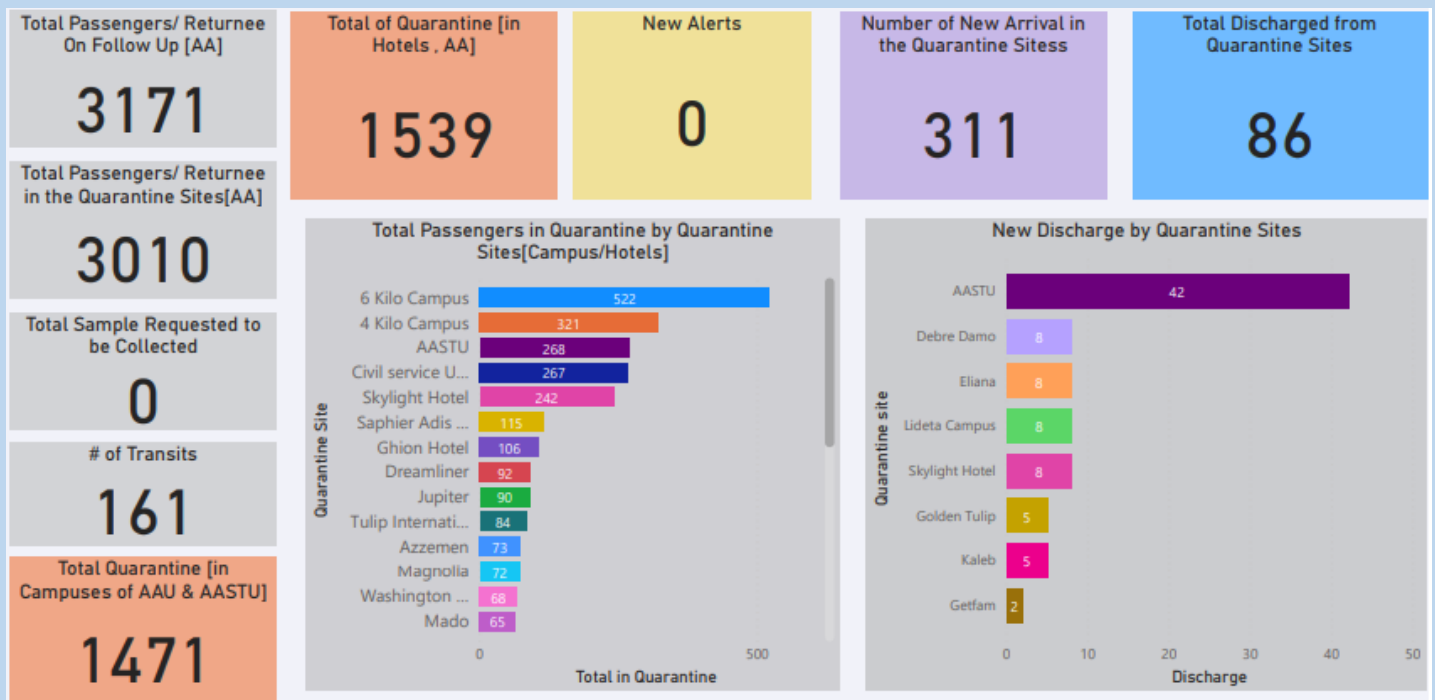 Total Passengers/ Returnee
On Follow Up [AA]
3171
Total Passengers/ Returnee
in the Quarantine Sites[AA]
3010
Total Sample Requested to
be Collected
0
# of Transits
161
Total Quarantine [in
Campuses of AAU & AASTU]
1471
Total of Quarantine [in
Hotels , AA]
1539
New Alerts
0
Number of New Arrival in
the Quarantine Sitess
311
Total Discharged from
Quarantine Sites
86
Total Passengers in Quarantine by Quarantine
Sites[Campus/Hotels]
Quarantine Site
6 Kilo Campus 522
4 Kilo Campus 321
AASTU 268
Civil service U... 267
Skylight Hotel 242
Saphier Adis ... 115
Ghion Hotel 106
Dreamliner 92
Jupiter 90
Tulip Internati... 84
Azzemen 73
Magnolia 72
Washington ... 68
Mado 65
0 500
Total in Quarantine
New Discharge by Quarantine Sites
Quarantine site
AASTU 42
Debre Damo 8
Eliana 8
Lideta Campus 8
Skylight Hotel 8
Golden Tulip 5
Kaleb 5
Getfam 2
0 10 20 30 40 50
Discharge